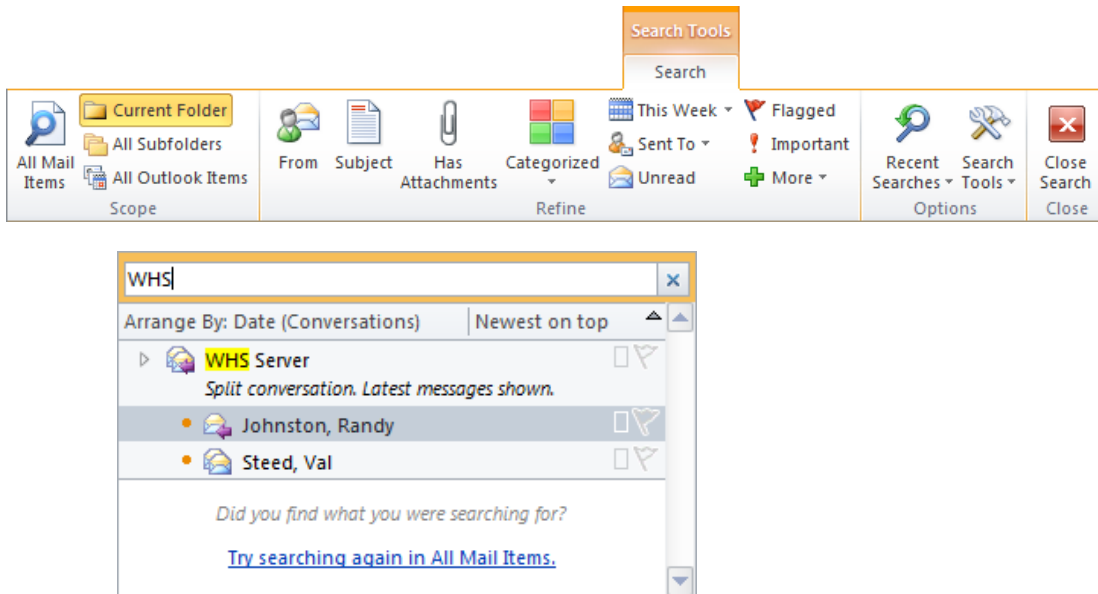 Search Tools
Search
All Mail Items
Current Folder
All Subfolders
All Outlook Items
Scope
From
Subject
Has Attachments
Categorized
This Week
Sent To
Unread
Flagged
Important
More
Refine
Recent Searches
Search Tools
Options
Close Search
Close
WHS
Arrange By: Date (Conversations)
Newest on top
WHS Server
Split conversation. Latest messages shown.
Johnston, Randy
Steed, Val
Did you find what you were searching for?
Try searching again in All Mail Items.